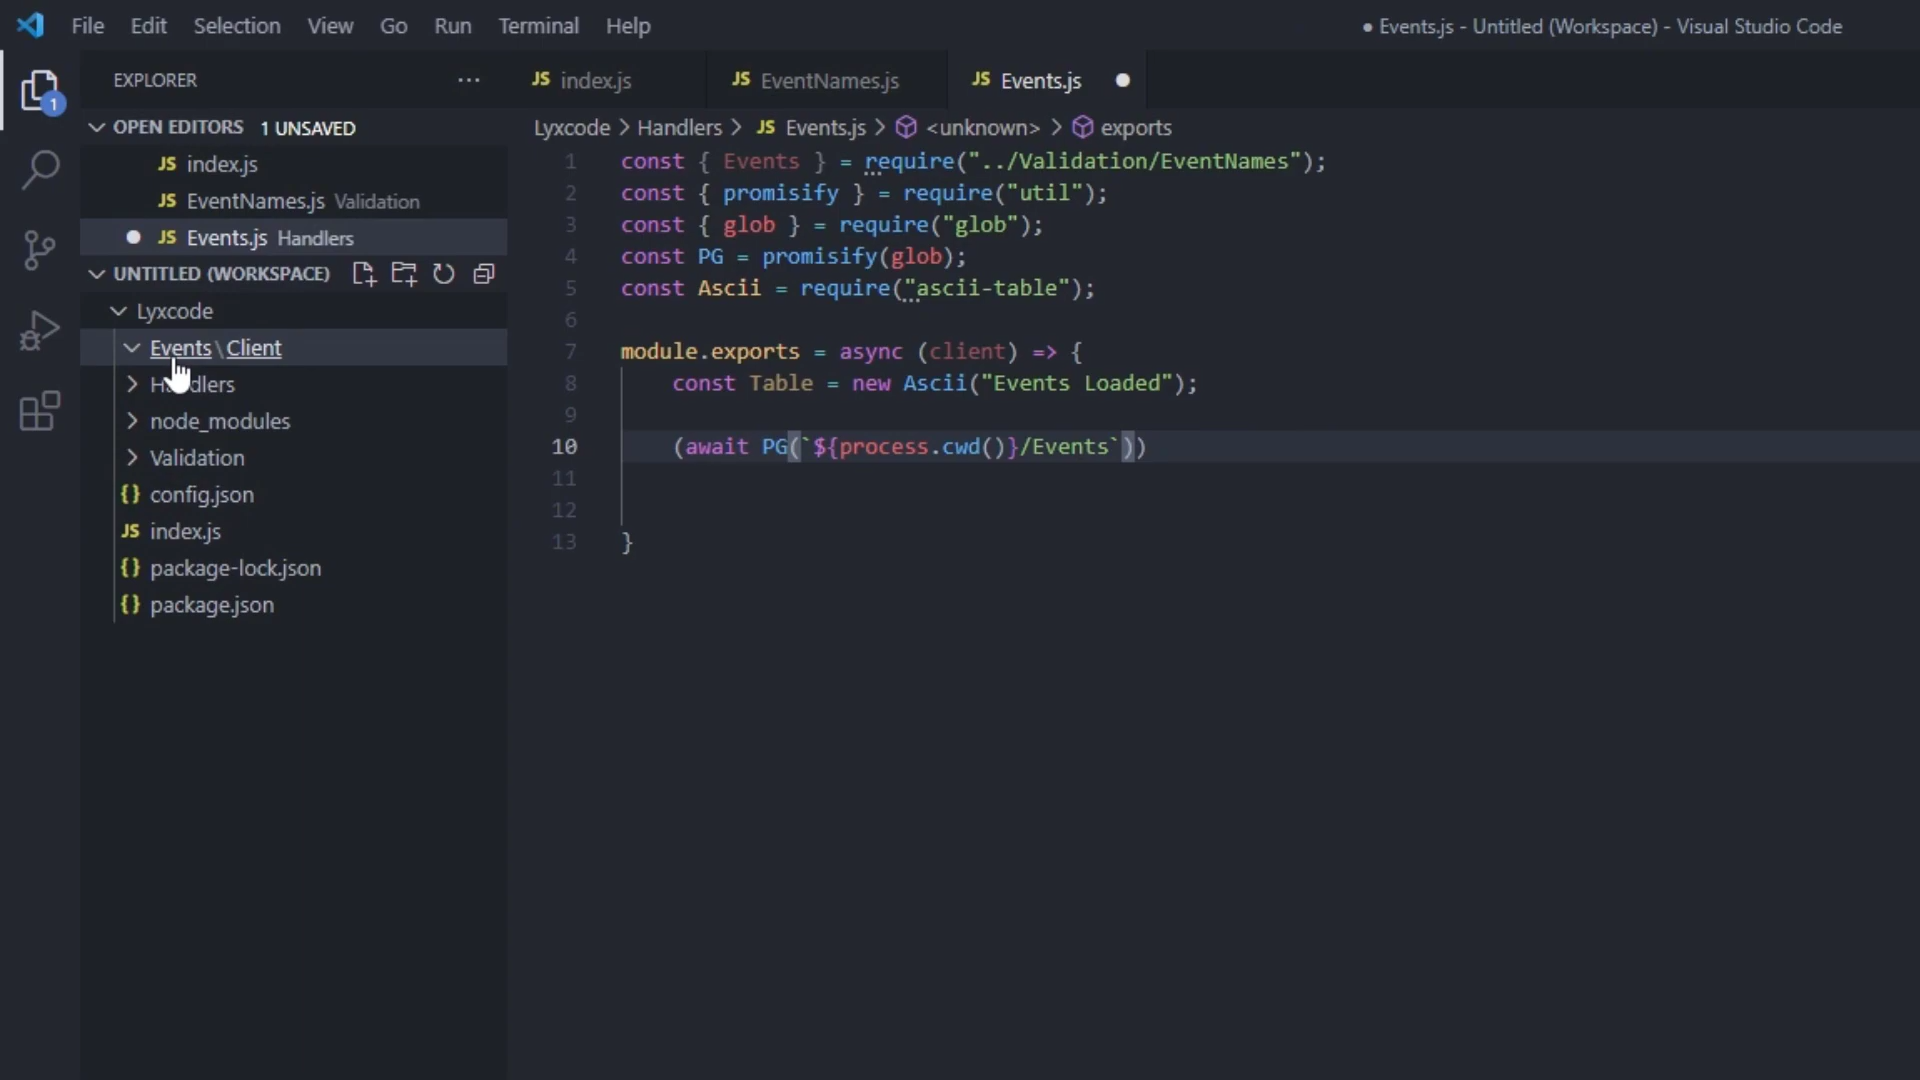 File Edit Selection View Go Run Terminal Help
● Events.js - Untitled (Workspace) - Visual Studio Code
EXPLORER ···
JS index.js
JS EventNames.js
JS Events.js
1
OPEN EDITORS 1 UNSAVED
JS index.js
JS EventNames.js Validation
JS Events.js Handlers
UNTITLED (WORKSPACE)
Lyxcode
Events\Client
Handlers
node_modules
Validation
{} config.json
JS index.js
{} package-lock.json
{} package.json
Lyxcode > Handlers > JS Events.js > <unknown> > exports
1 const { Events } = require("../Validation/EventNames");
2 const { promisify } = require("util");
3 const { glob } = require("glob");
4 const PG = promisify(glob);
5 const Ascii = require("ascii-table");
6
7 module.exports = async (client) => {
8 const Table = new Ascii("Events Loaded");
9
10 (await PG(`${process.cwd()}/Events`))
11
12
13 }